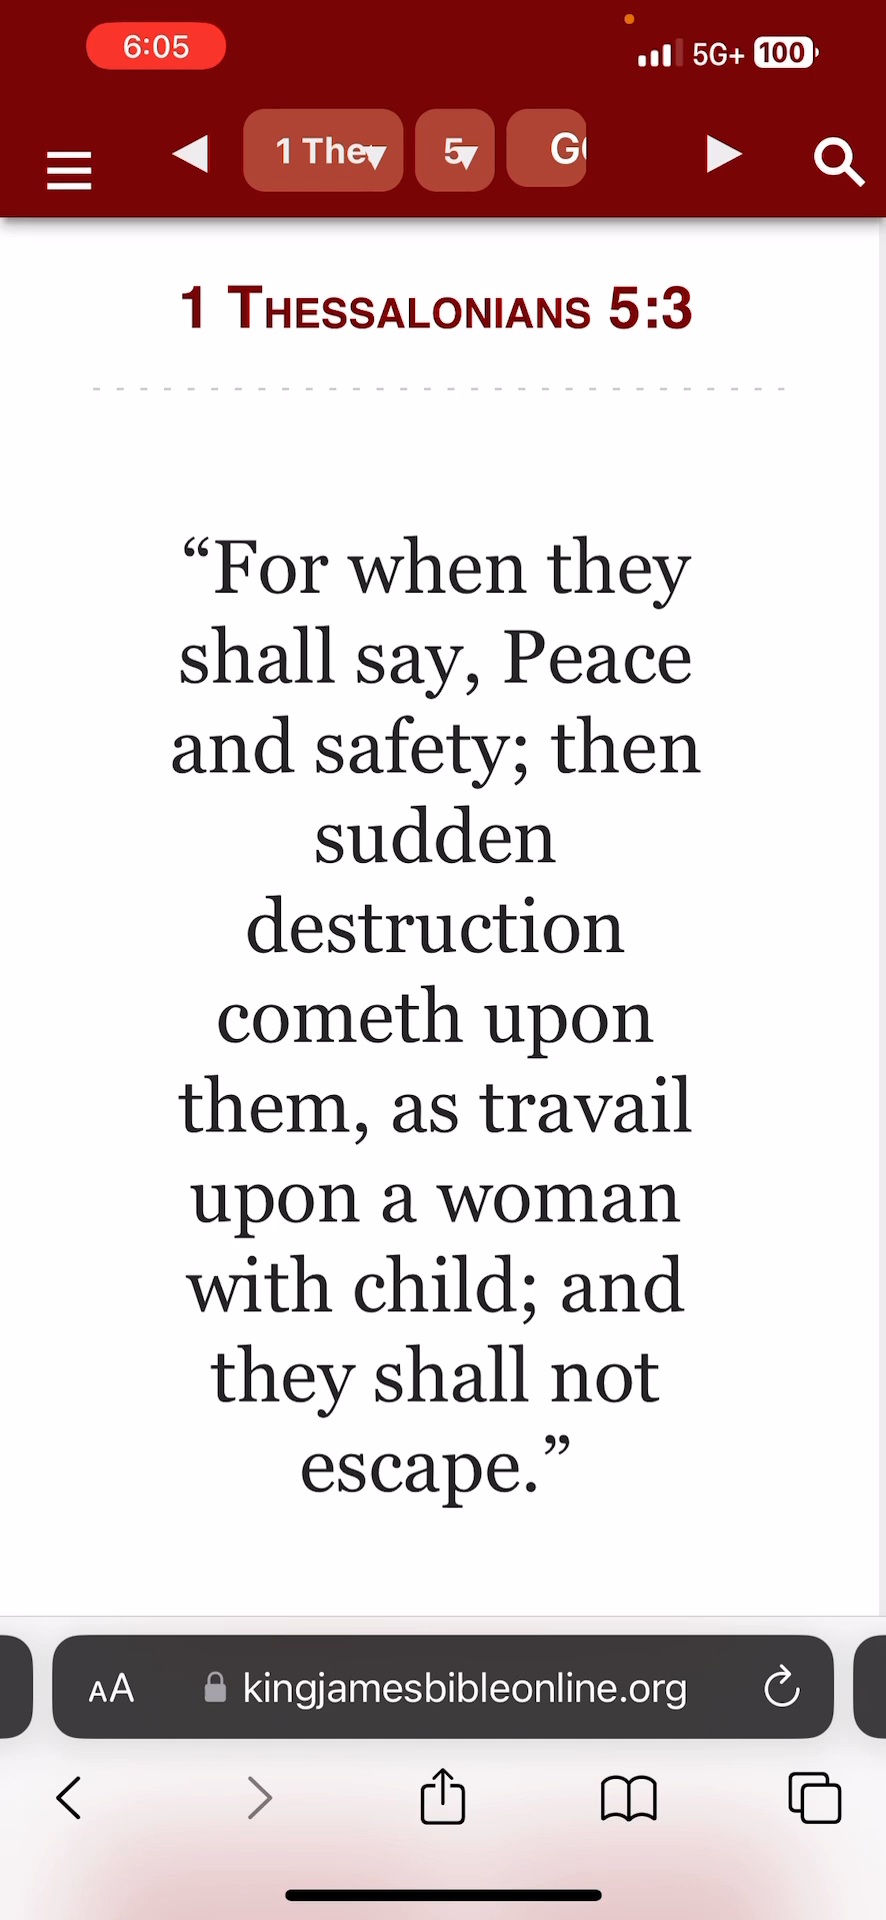 6:05
5G+ 100
1 The 5 G
1 THESSALONIANS 5:3
“For when they
shall say, Peace
and safety; then
sudden
destruction
cometh upon
them, as travail
upon a woman
with child; and
they shall not
escape.”
AA kingjamesbibleonline.org